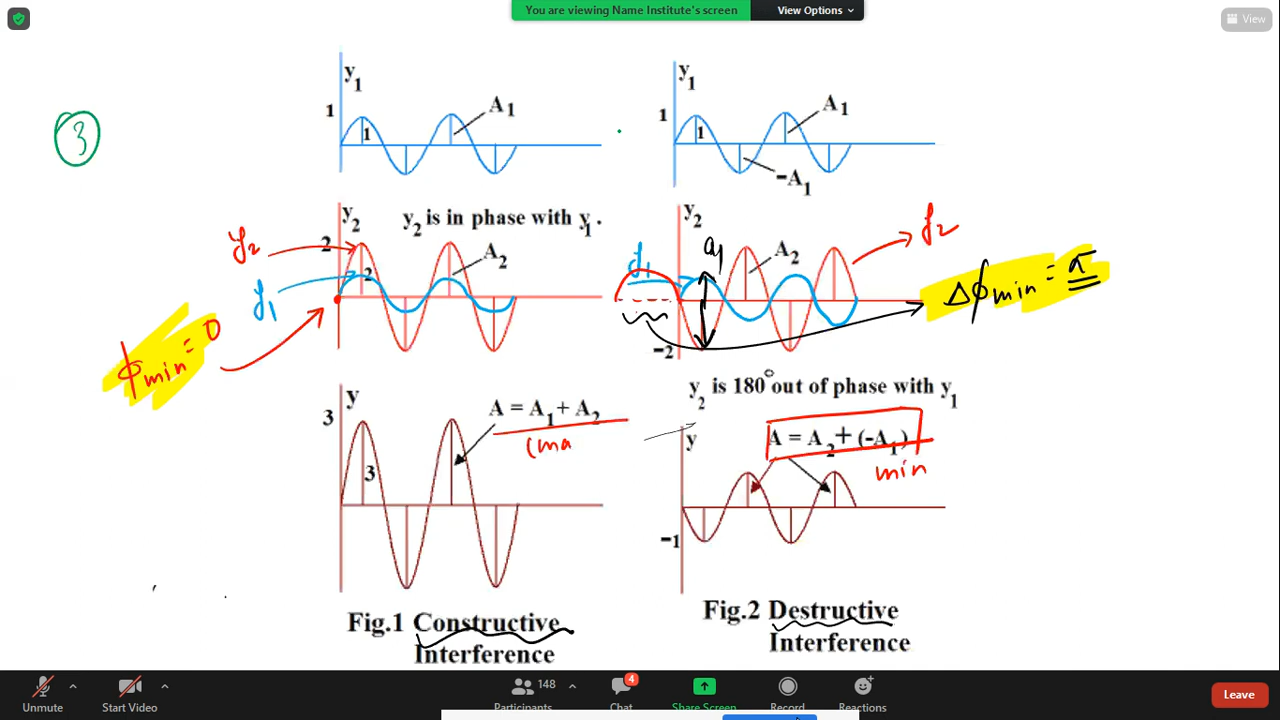 You are viewing Name Institute's screen
View Options
View
3
y1
1
1
A1
y1
1
1
A1
-A1
y2
y2 is in phase with y1.
2
2
A2
y2
y1
ϕmin = 0
y2
y1
a1
A2
y2
Δϕmin = π
-2
y2 is 180° out of phase with y1
y
3
3
A = A1 + A2
(ma
y
A = A2 + (-A1)
min
-1
Fig.1 Constructive
Interference
Fig.2 Destructive
Interference
Unmute
Start Video
148
Participants
4
Chat
Share Screen
Record
Reactions
Leave